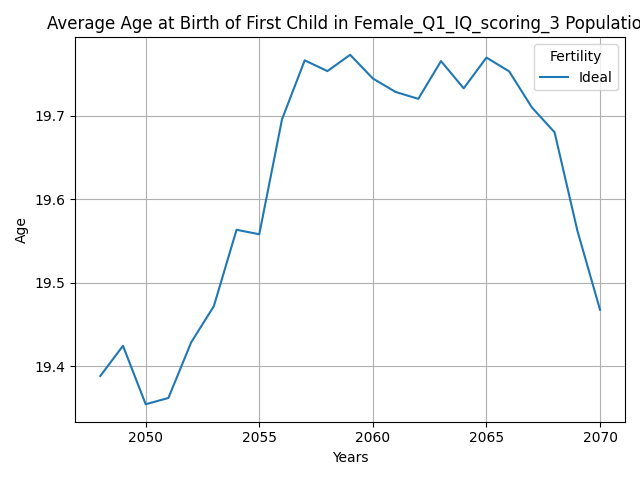 Average Age at Birth of First Child in Female_Q1_IQ_scoring_3 Populatio
Fertility
Ideal
19.7
19.6
19.5
19.4
Age
2050 2055 2060 2065 2070
Years